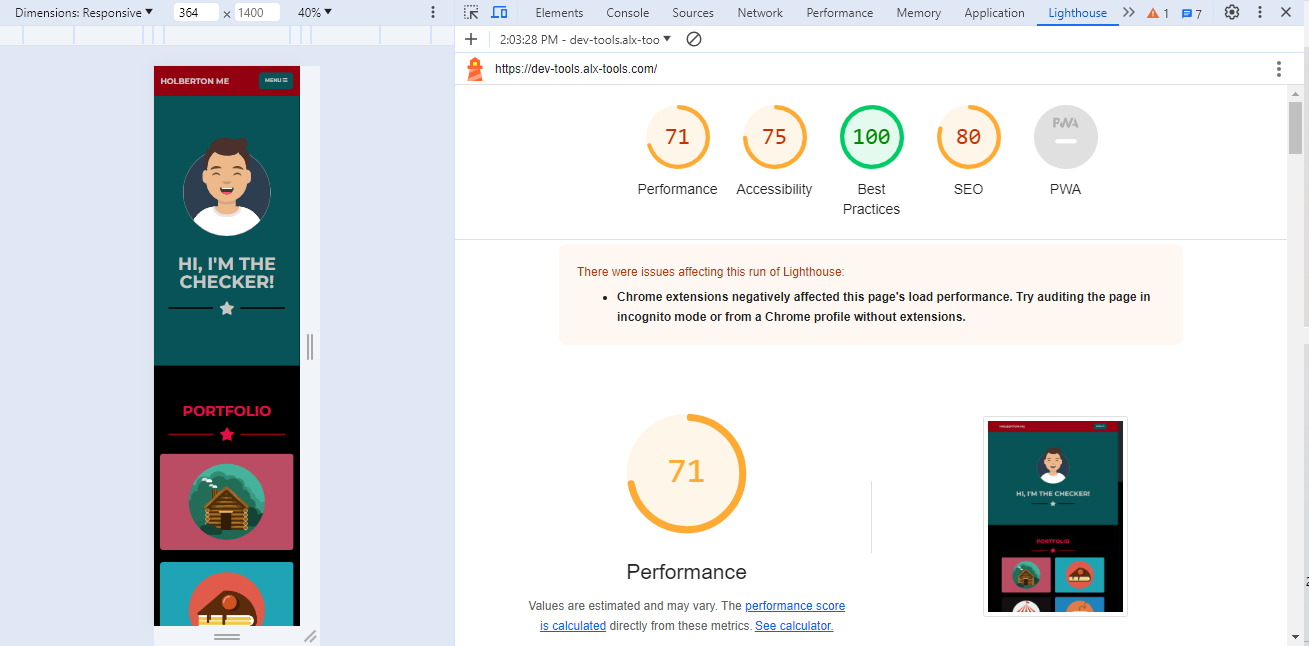 Dimensions: Responsive 364 × 1400 40%
Elements Console Sources Network Performance Memory Application Lighthouse 1 7
2:03:28 PM - dev-tools.alx-too
https://dev-tools.alx-tools.com/
HOLBERTON ME MENU
HI, I'M THE
CHECKER!
PORTFOLIO
71 75 100 80 PWA
Performance Accessibility Best Practices SEO PWA
There were issues affecting this run of Lighthouse:
• Chrome extensions negatively affected this page's load performance. Try auditing the page in
incognito mode or from a Chrome profile without extensions.
71
Performance
Values are estimated and may vary. The performance score
is calculated directly from these metrics. See calculator.
HOLBERTON ME
HI, I'M THE CHECKER!
PORTFOLIO